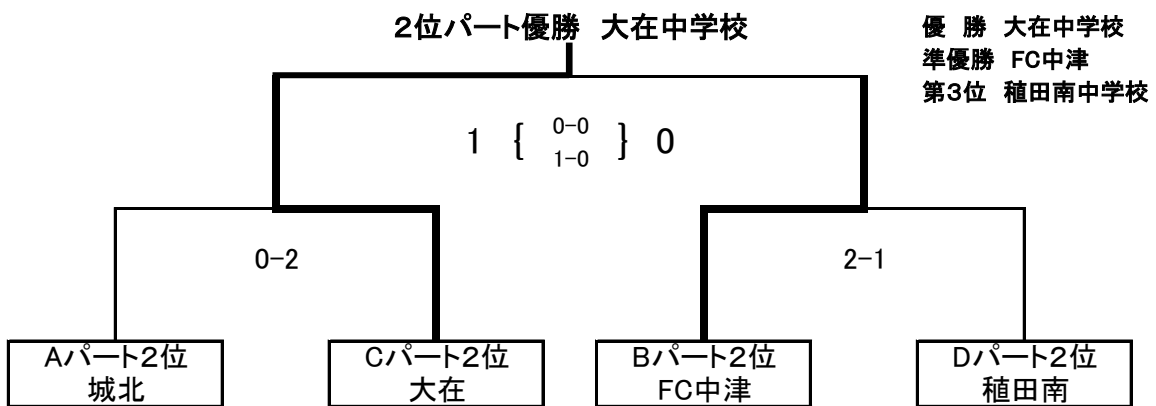 ２位パート優勝　大在中学校
優　勝　大在中学校
準優勝　FC中津
第３位　稙田南中学校
1 { 0-0 } 0
1-0
0-2
2-1
Aパート２位
城北
Cパート２位
大在
Bパート２位
FC中津
Dパート２位
稙田南